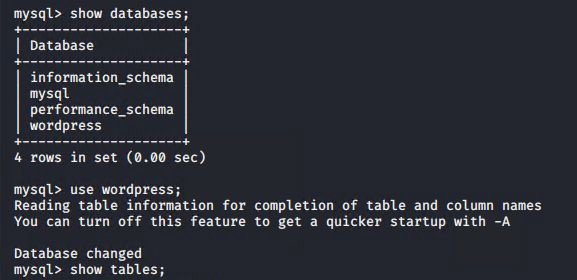 mysql> show databases;
+--------------------+
| Database           |
+--------------------+
| information_schema |
| mysql              |
| performance_schema |
| wordpress          |
+--------------------+
4 rows in set (0.00 sec)

mysql> use wordpress;
Reading table information for completion of table and column names
You can turn off this feature to get a quicker startup with -A

Database changed
mysql> show tables;